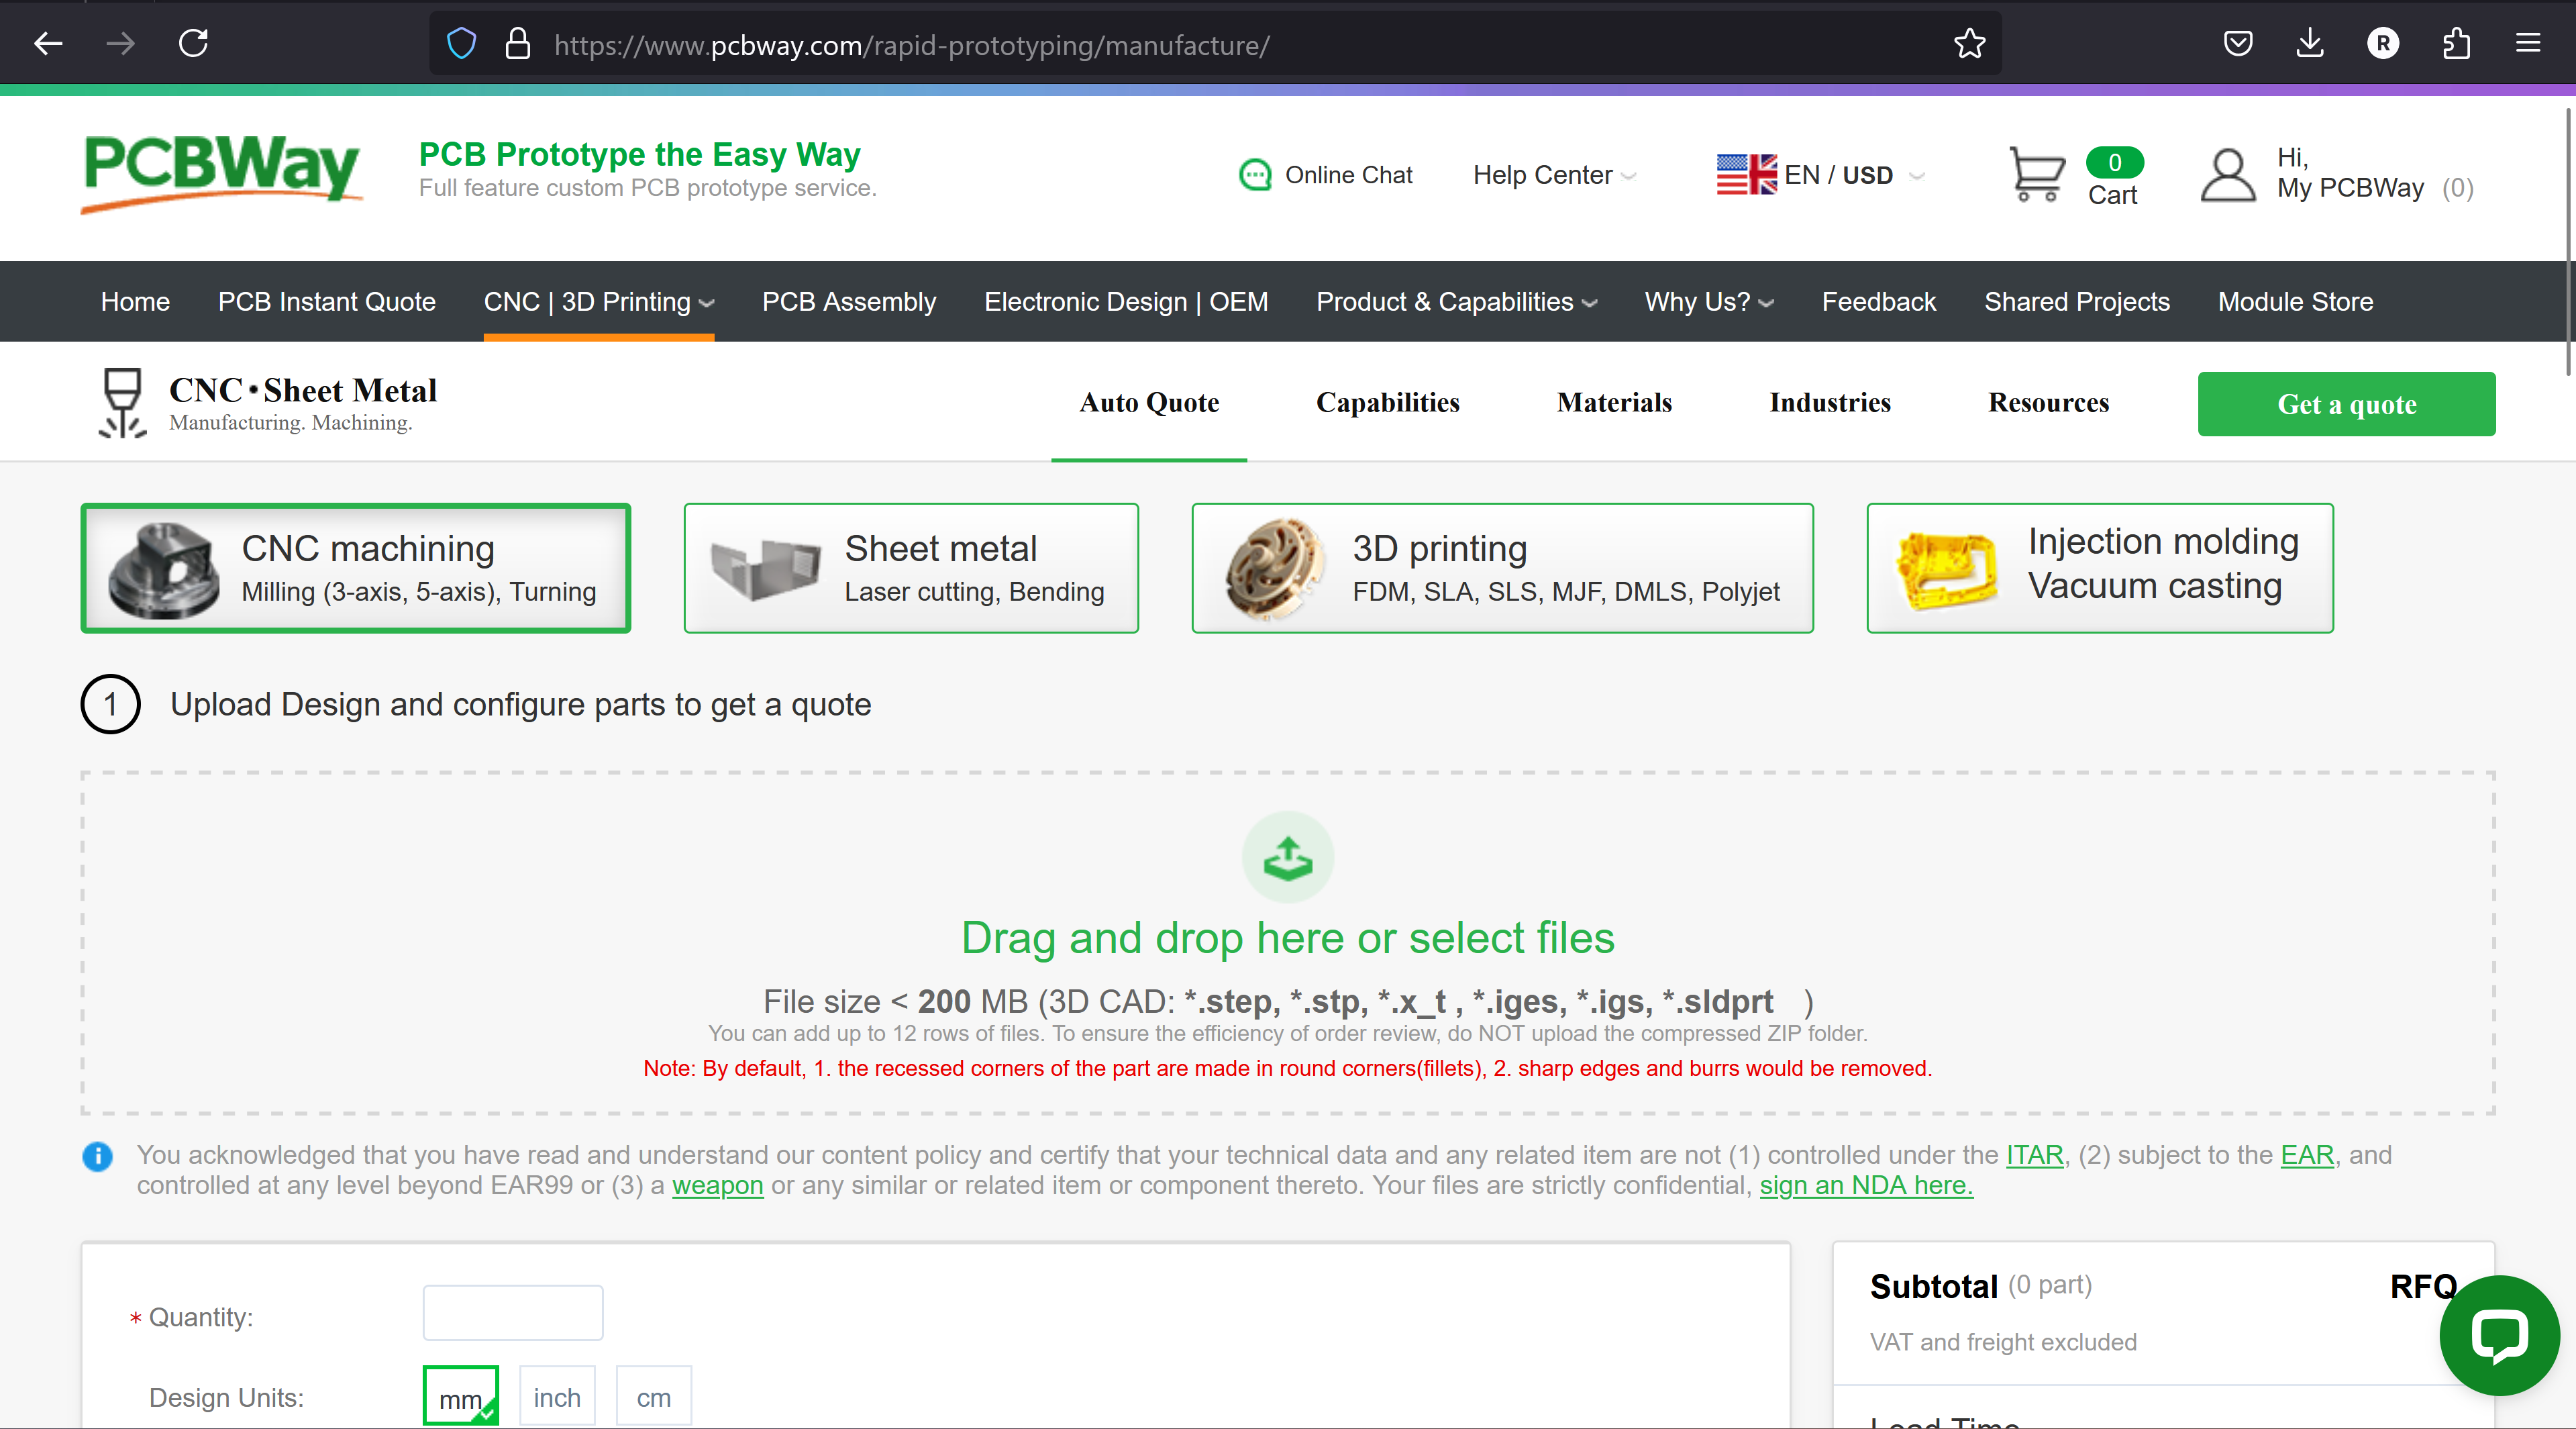 https://www.pcbway.com/rapid-prototyping/manufacture/
R
PCBWay
PCB Prototype the Easy Way
Full feature custom PCB prototype service.
Online Chat
Help Center
EN / USD
0
Cart
Hi,
My PCBWay (0)
Home
PCB Instant Quote
CNC | 3D Printing
PCB Assembly
Electronic Design | OEM
Product & Capabilities
Why Us?
Feedback
Shared Projects
Module Store
CNC·Sheet Metal
Manufacturing. Machining.
Auto Quote
Capabilities
Materials
Industries
Resources
Get a quote
CNC machining
Milling (3-axis, 5-axis), Turning
Sheet metal
Laser cutting, Bending
3D printing
FDM, SLA, SLS, MJF, DMLS, Polyjet
Injection molding
Vacuum casting
1 Upload Design and configure parts to get a quote
Drag and drop here or select files
File size < 200 MB (3D CAD: *.step, *.stp, *.x_t , *.iges, *.igs, *.sldprt )
You can add up to 12 rows of files. To ensure the efficiency of order review, do NOT upload the compressed ZIP folder.
Note: By default, 1. the recessed corners of the part are made in round corners(fillets), 2. sharp edges and burrs would be removed.
You acknowledged that you have read and understand our content policy and certify that your technical data and any related item are not (1) controlled under the ITAR, (2) subject to the EAR, and
controlled at any level beyond EAR99 or (3) a weapon or any similar or related item or component thereto. Your files are strictly confidential, sign an NDA here.
* Quantity:
Design Units:
mm
inch
cm
Subtotal (0 part)
RFQ
VAT and freight excluded
Lead Time